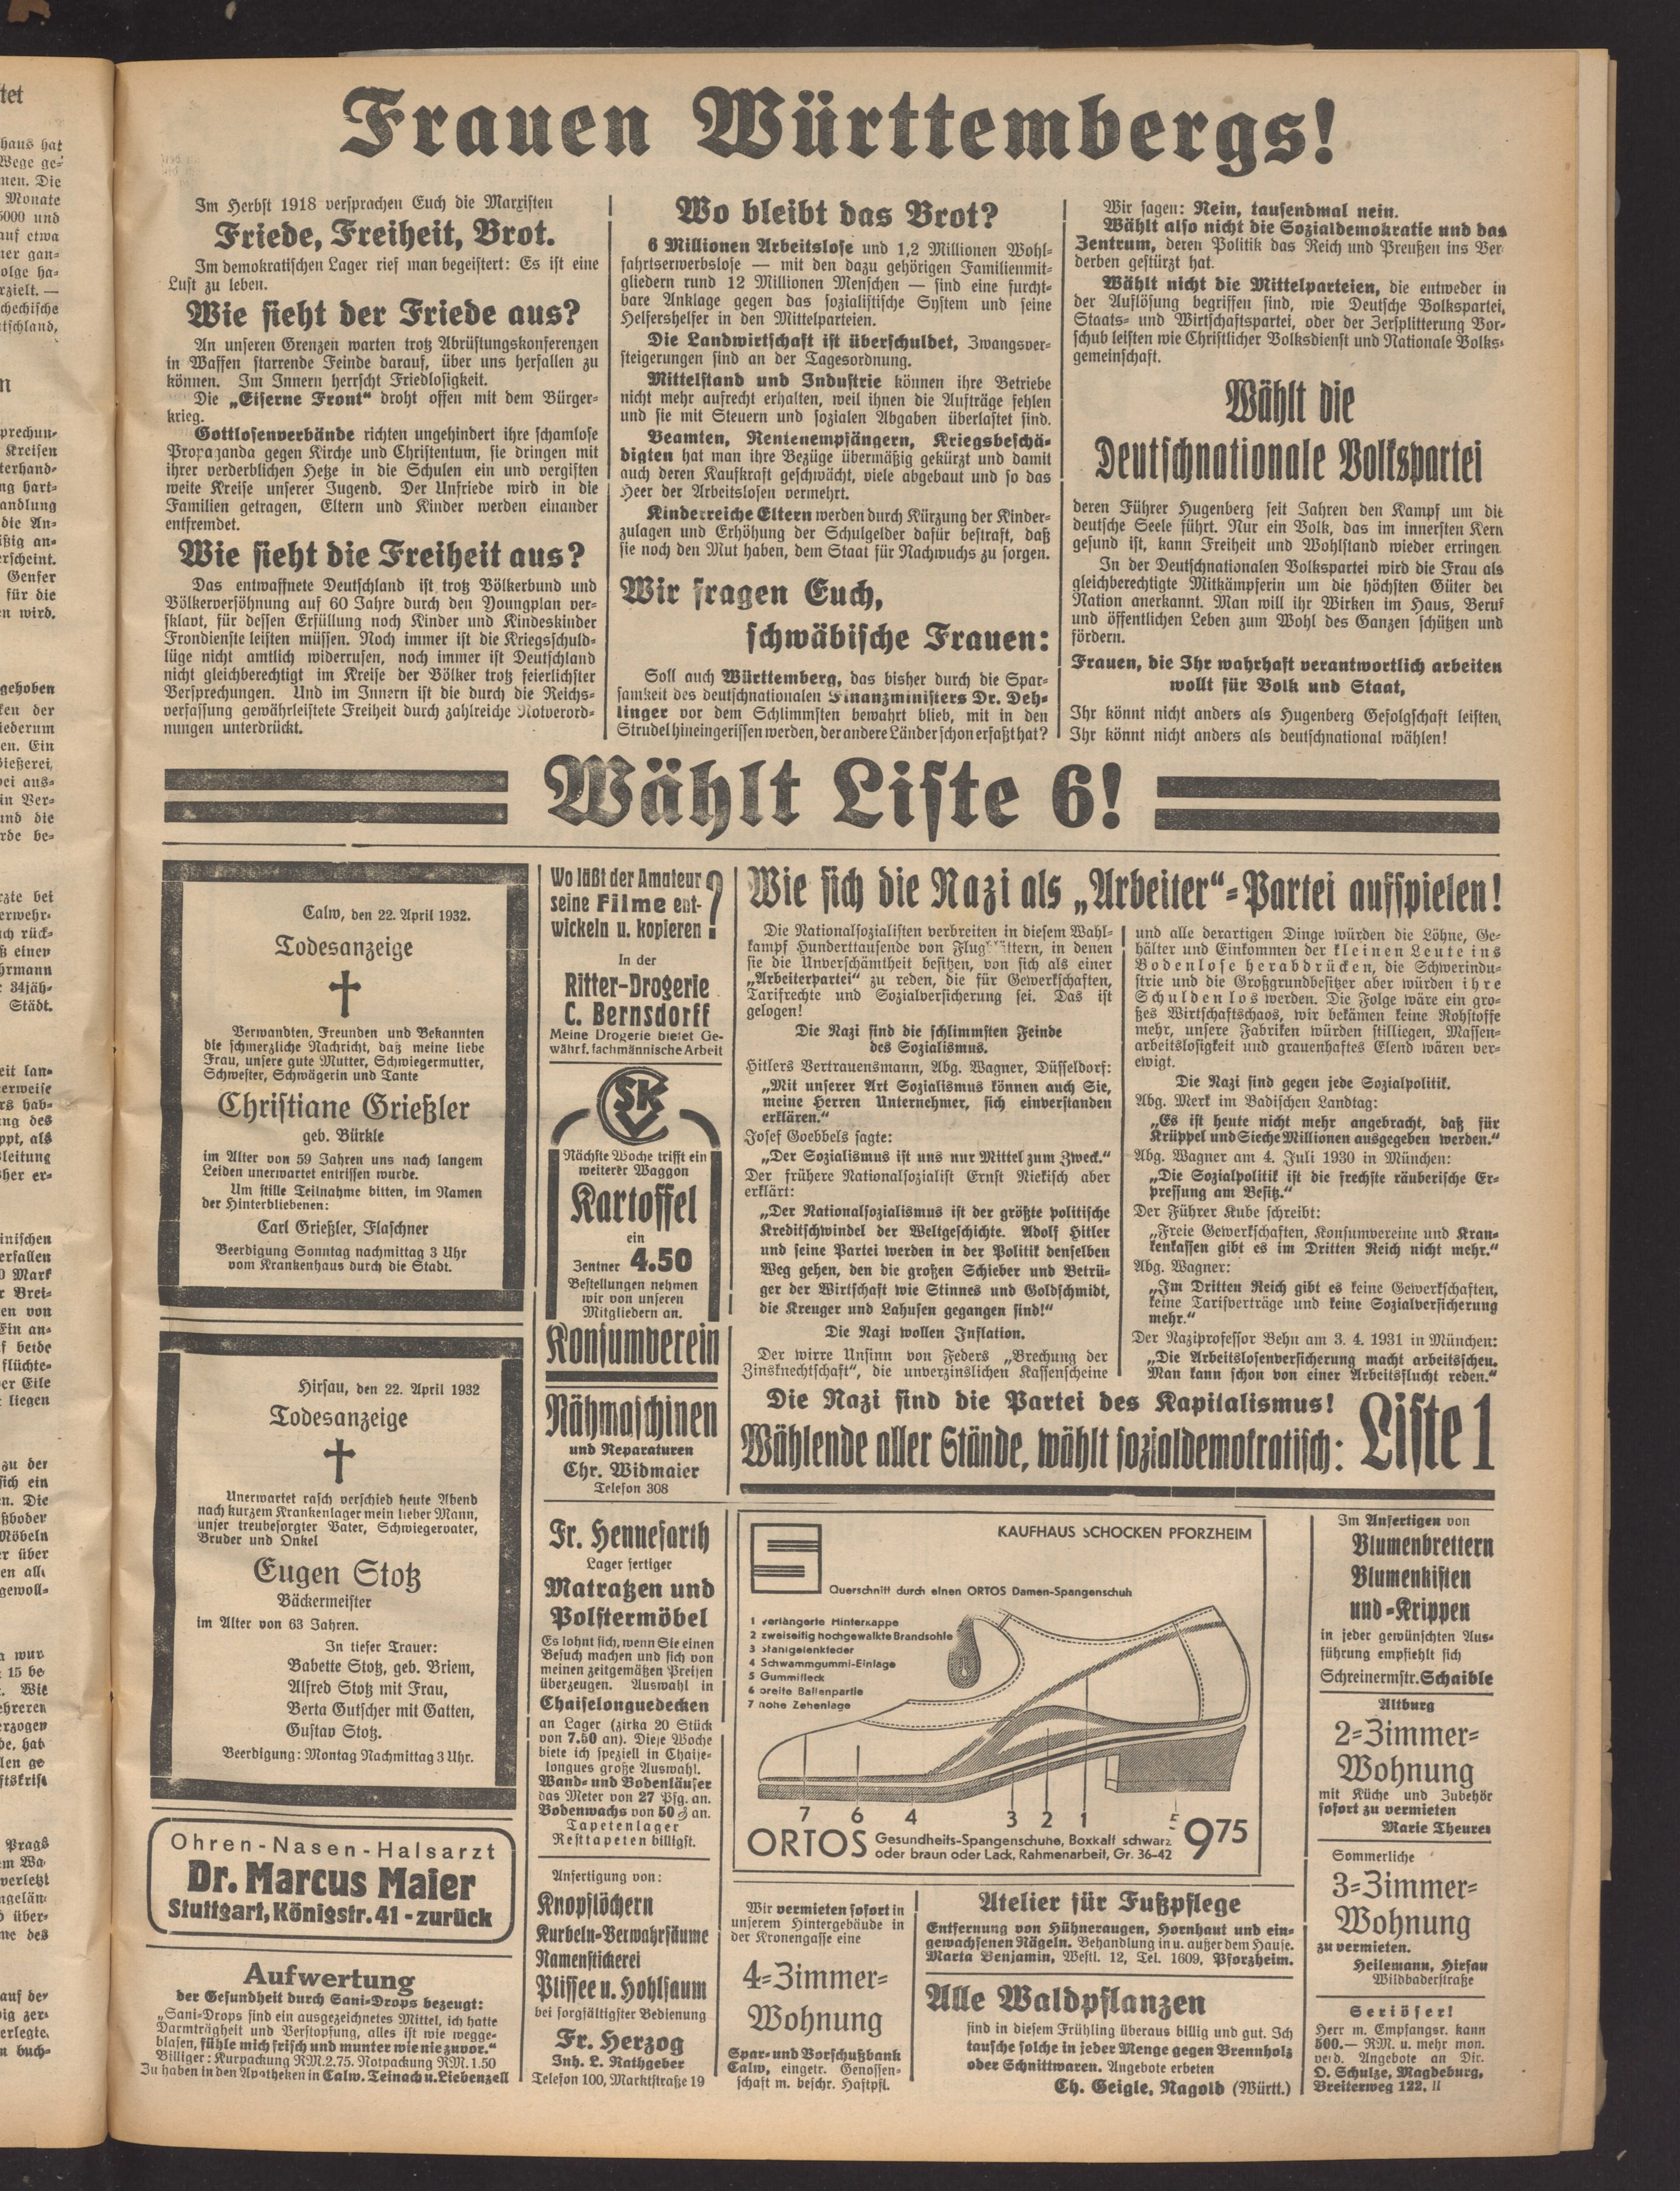 Frauen Württembergs!
Im Herbst 1918 versprachen Euch die Marxisten
Friede, Freiheit, Brot.
Im demokratischen Lager rief man begeistert: Es ist eine
Lust zu leben.
Wie sieht der Friede aus?
An unseren Grenzen warten trotz Abrüstungskonferenzen
in Waffen starrende Feinde darauf, über uns herfallen zu
können. Im Innern herrscht Friedlosigkeit.
Die „Eiserne Front“ droht offen mit dem Bürger-
krieg.
Gottlosenverbände richten ungehindert ihre schamlose
Propaganda gegen Kirche und Christentum, sie dringen mit
ihrer verderblichen Hetze in die Schulen ein und vergiften
weite Kreise unserer Jugend. Der Unfriede wird in die
Familien getragen, Eltern und Kinder werden einander
entfremdet.
Wie sieht die Freiheit aus?
Das entwaffnete Deutschland ist trotz Völkerbund und
Völkerversöhnung auf 60 Jahre durch den Youngplan ver-
sklavt, für dessen Erfüllung noch Kinder und Kindeskinder
Frondienste leisten müssen. Noch immer ist die Kriegsschuld-
lüge nicht amtlich widerrufen, noch immer ist Deutschland
nicht gleichberechtigt im Kreise der Völker trotz feierlichster
Versprechungen. Und im Innern ist die durch die Reichs-
verfassung gewährleistete Freiheit durch zahlreiche Notverord-
nungen unterdrückt.
Wo bleibt das Brot?
6 Millionen Arbeitslose und 1,2 Millionen Wohl-
fahrtserwerbslose — mit den dazu gehörigen Familienmit-
gliedern rund 12 Millionen Menschen — sind eine furcht-
bare Anklage gegen das sozialistische System und seine
Helfershelfer in den Mittelparteien.
Die Landwirtschaft ist überschuldet, Zwangsver-
steigerungen sind an der Tagesordnung.
Mittelstand und Industrie können ihre Betriebe
nicht mehr aufrecht erhalten, weil ihnen die Aufträge fehlen
und sie mit Steuern und sozialen Abgaben überlastet sind.
Beamten, Rentenempfängern, Kriegsbeschä-
digten hat man ihre Bezüge übermäßig gekürzt und damit
auch deren Kaufkraft geschwächt, viele abgebaut und so das
Heer der Arbeitslosen vermehrt.
Kinderreiche Eltern werden durch Kürzung der Kinder-
zulagen und Erhöhung der Schulgelder dafür bestraft, daß
sie noch den Mut haben, dem Staat für Nachwuchs zu sorgen.
Wir fragen Euch,
schwäbische Frauen:
Soll auch Württemberg, das bisher durch die Spar-
samkeit des deutschnationalen Finanzministers Dr. Deh-
linger vor dem Schlimmsten bewahrt blieb, mit in den
Strudel hineingerissen werden, der andere Länder schon erfaßt hat?
Wir sagen: Nein, tausendmal nein.
Wählt also nicht die Sozialdemokratie und das
Zentrum, deren Politik das Reich und Preußen ins Ver
derben gestürzt hat.
Wählt nicht die Mittelparteien, die entweder in
der Auflösung begriffen sind, wie Deutsche Volkspartei,
Staats- und Wirtschaftspartei, oder der Zersplitterung Vor-
schub leisten wie Christlicher Volksdienst und Nationale Volks-
gemeinschaft.
Wählt die
Deutschnationale Volkspartei
deren Führer Hugenberg seit Jahren den Kampf um die
deutsche Seele führt. Nur ein Volk, das im innersten Kern
gesund ist, kann Freiheit und Wohlstand wieder erringen
In der Deutschnationalen Volkspartei wird die Frau als
gleichberechtigte Mitkämpferin um die höchsten Güter der
Nation anerkannt. Man will ihr Wirken im Haus, Beruf
und öffentlichen Leben zum Wohl des Ganzen schützen und
fördern.
Frauen, die Ihr wahrhaft verantwortlich arbeiten
wollt für Volk und Staat,
Ihr könnt nicht anders als Hugenberg Gefolgschaft leisten,
Ihr könnt nicht anders als deutschnational wählen!
Wählt Liste 6!
Calw, den 22. April 1932.
Todesanzeige
Verwandten, Freunden und Bekannten
die schmerzliche Nachricht, daß meine liebe
Frau, unsere gute Mutter, Schwiegermutter,
Schwester, Schwägerin und Tante
Christiane Grießler
geb. Bürkle
im Alter von 59 Jahren uns nach langem
Leiden unerwartet entrissen wurde.
Um stille Teilnahme bitten, im Namen
der Hinterbliebenen:
Carl Grießler, Flaschner
Beerdigung Sonntag nachmittag 3 Uhr
vom Krankenhaus durch die Stadt.
Hirsau, den 22. April 1932
Todesanzeige
Unerwartet rasch verschied heute Abend
nach kurzem Krankenlager mein lieber Mann,
unser treubesorgter Vater, Schwiegervater,
Bruder und Onkel
Eugen Stotz
Bäckermeister
im Alter von 63 Jahren.
In tiefer Trauer:
Babette Stotz, geb. Briem,
Alfred Stotz mit Frau,
Berta Gutscher mit Gatten,
Gustav Stotz.
Beerdigung: Montag Nachmittag 3 Uhr.
Ohren-Nasen-Halsarzt
Dr. Marcus Maier
Stuttgart, Königstr. 41 - zurück
Aufwertung
der Gesundheit durch Sani-Drops bezeugt:
„Sani-Drops sind ein ausgezeichnetes Mittel, ich hatte
Darmträgheit und Verstopfung, alles ist wie wegge-
blasen, fühle mich frisch und munter wie nie zuvor.“
Billiger: Kurpackung RM.2.75. Notpackung RM.1.50
Zu haben in den Apotheken in Calw, Teinach u. Liebenzell
Wo läßt der Amateur
seine Filme ent-
wickeln u. kopieren?
In der
Ritter-Drogerie
C. Bernsdorff
Meine Drogerie bietet Ge-
währ f. fachmännische Arbeit
SKV
Nächste Woche trifft ein
weiterer Waggon
Kartoffel
ein
Zentner 4.50
Bestellungen nehmen
wir von unseren
Mitgliedern an.
Konsumverein
Nähmaschinen
und Reparaturen
Chr. Widmaier
Telefon 308
Fr. Hennefarth
Lager fertiger
Matratzen und
Polstermöbel
Es lohnt sich, wenn Sie einen
Besuch machen und sich von
meinen zeitgemäßen Preisen
überzeugen. Auswahl in
Chaiselonguedecken
an Lager (zirka 20 Stück
von 7.50 an). Diese Woche
biete ich speziell in Chaise-
longues große Auswahl.
Wand- und Bodenläufer
das Meter von 27 Pfg. an.
Bodenwachs von 50 ₰ an.
Tapetenlager
Resttapeten billigst.
Anfertigung von:
Knopflöchern
Kurbeln-Verwahrsäume
Namenstickerei
Plissee u. Hohlsaum
bei sorgfältigster Bedienung
Fr. Herzog
Inh. L. Rathgeber
Telefon 100, Marktstraße 19
Wie sich die Nazi als „Arbeiter“-Partei aufspielen!
Die Nationalsozialisten verbreiten in diesem Wahl-
kampf Hunderttausende von Flugblättern, in denen
sie die Unverschämtheit besitzen, von sich als einer
„Arbeiterpartei“ zu reden, die für Gewerkschaften,
Tarifrechte und Sozialversicherung sei. Das ist
gelogen!
Die Nazi sind die schlimmsten Feinde
des Sozialismus.
Hitlers Vertrauensmann, Abg. Wagner, Düsseldorf:
„Mit unserer Art Sozialismus können auch Sie,
meine Herren Unternehmer, sich einverstanden
erklären.“
Josef Goebbels sagte:
„Der Sozialismus ist uns nur Mittel zum Zweck.“
Der frühere Nationalsozialist Ernst Niekisch aber
erklärt:
„Der Nationalsozialismus ist der größte politische
Kreditschwindel der Weltgeschichte. Adolf Hitler
und seine Partei werden in der Politik denselben
Weg gehen, den die großen Schieber und Betrü-
ger der Wirtschaft wie Stinnes und Goldschmidt,
die Kreuger und Lahusen gegangen sind!“
Die Nazi wollen Inflation.
Der wirre Unsinn von Feders „Brechung der
Zinsknechtschaft“, die unverzinslichen Kassenscheine
und alle derartigen Dinge würden die Löhne, Ge-
hälter und Einkommen der kleinen Leute ins
Bodenlose herabdrücken, die Schwerindu-
strie und die Großgrundbesitzer aber würden ihre
Schulden los werden. Die Folge wäre ein gro-
ßes Wirtschaftschaos, wir bekämen keine Rohstoffe
mehr, unsere Fabriken würden stilliegen, Massen-
arbeitslosigkeit und grauenhaftes Elend wären ver-
ewigt.
Die Nazi sind gegen jede Sozialpolitik.
Abg. Merk im Badischen Landtag:
„Es ist heute nicht mehr angebracht, daß für
Krüppel und Sieche Millionen ausgegeben werden.“
Abg. Wagner am 4. Juli 1930 in München:
„Die Sozialpolitik ist die frechste räuberische Er-
pressung am Besitz.“
Der Führer Kube schreibt:
„Freie Gewerkschaften, Konsumvereine und Kran-
kenkassen gibt es im Dritten Reich nicht mehr.“
Abg. Wagner:
„Im Dritten Reich gibt es keine Gewerkschaften,
keine Tarifverträge und keine Sozialversicherung
mehr.“
Der Naziprofessor Behn am 3. 4. 1931 in München:
„Die Arbeitslosenversicherung macht arbeitsscheu.
Man kann schon von einer Arbeitsflucht reden.“
Die Nazi sind die Partei des Kapitalismus!
Wählende aller Stände, wählt sozialdemokratisch: Liste 1
KAUFHAUS SCHOCKEN PFORZHEIM
Querschnitt durch einen ORTOS Damen-Spangenschuh
1 verlängerte Hinterkappe
2 zweiseitig hochgewalkte Brandsohle
3 Stahlgelenkfeder
4 Schwammgummi-Einlage
5 Gummifleck
6 breite Ballenpartie
7 hohe Zehenlage
7 6 4 3 2 1 5
ORTOS Gesundheits-Spangenschuhe, Boxkalf schwarz
oder braun oder Lack, Rahmenarbeit, Gr. 36-42 9 75
Wir vermieten sofort in
unserem Hintergebäude in
der Kronengasse eine
4-Zimmer-
Wohnung
Spar- und Vorschußbank
Calw, eingetr. Genossen-
schaft m. beschr. Haftpfl.
Atelier für Fußpflege
Entfernung von Hühneraugen, Hornhaut und ein-
gewachsenen Nägeln. Behandlung in u. außer dem Hause.
Marta Benjamin, Westl. 12, Tel. 1609, Pforzheim.
Alle Waldpflanzen
sind in diesem Frühling überaus billig und gut. Ich
tausche solche in jeder Menge gegen Brennholz
oder Schnittwaren. Angebote erbeten
Ch. Geigle, Nagold (Württ.)
Im Anfertigen von
Blumenbrettern
Blumenkisten
und -Krippen
in jeder gewünschten Aus-
führung empfiehlt sich
Schreinermstr. Schaible
Altburg
2-Zimmer-
Wohnung
mit Küche und Zubehör
sofort zu vermieten
Marie Theurer
Sommerliche
3-Zimmer-
Wohnung
zu vermieten.
Heilemann, Hirsau
Wildbaderstraße
Seriöser!
Herr m. Empfangsr. kann
500.— R.M. u. mehr mon.
verd. Angebote an Dir.
O. Schulze, Magdeburg,
Breiterweg 122, II